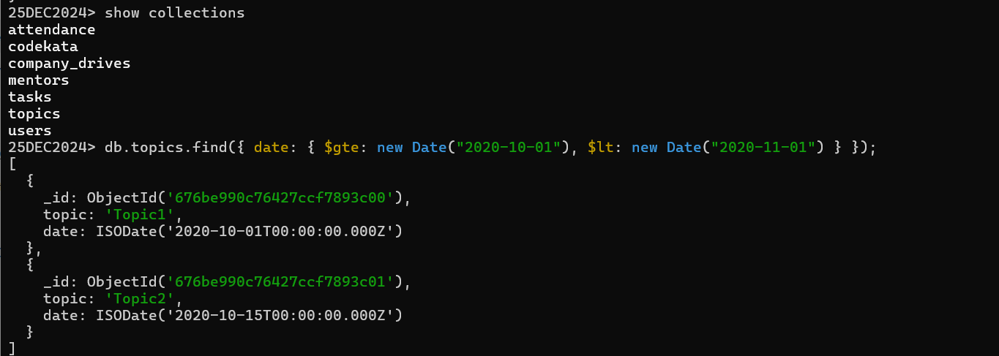 25DEC2024> show collections
attendance
codekata
company_drives
mentors
tasks
topics
users
25DEC2024> db.topics.find({ date: { $gte: new Date("2020-10-01"), $lt: new Date("2020-11-01") } });
[
  {
    _id: ObjectId('676be990c76427ccf7893c00'),
    topic: 'Topic1',
    date: ISODate('2020-10-01T00:00:00.000Z')
  },
  {
    _id: ObjectId('676be990c76427ccf7893c01'),
    topic: 'Topic2',
    date: ISODate('2020-10-15T00:00:00.000Z')
  }
]